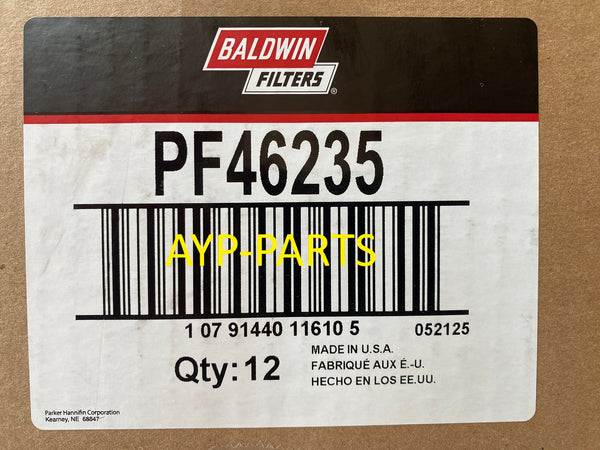 BALDWIN
FILTERS®
PF46235
AYP-PARTS
1 07 91440 11610 5
052125
Qty:12
MADE IN U.S.A.
FABRIQUÉ AUX É.-U.
HECHO EN LOS EE.UU.
Parker Hannifin Corporation
Kearney, NE 68847